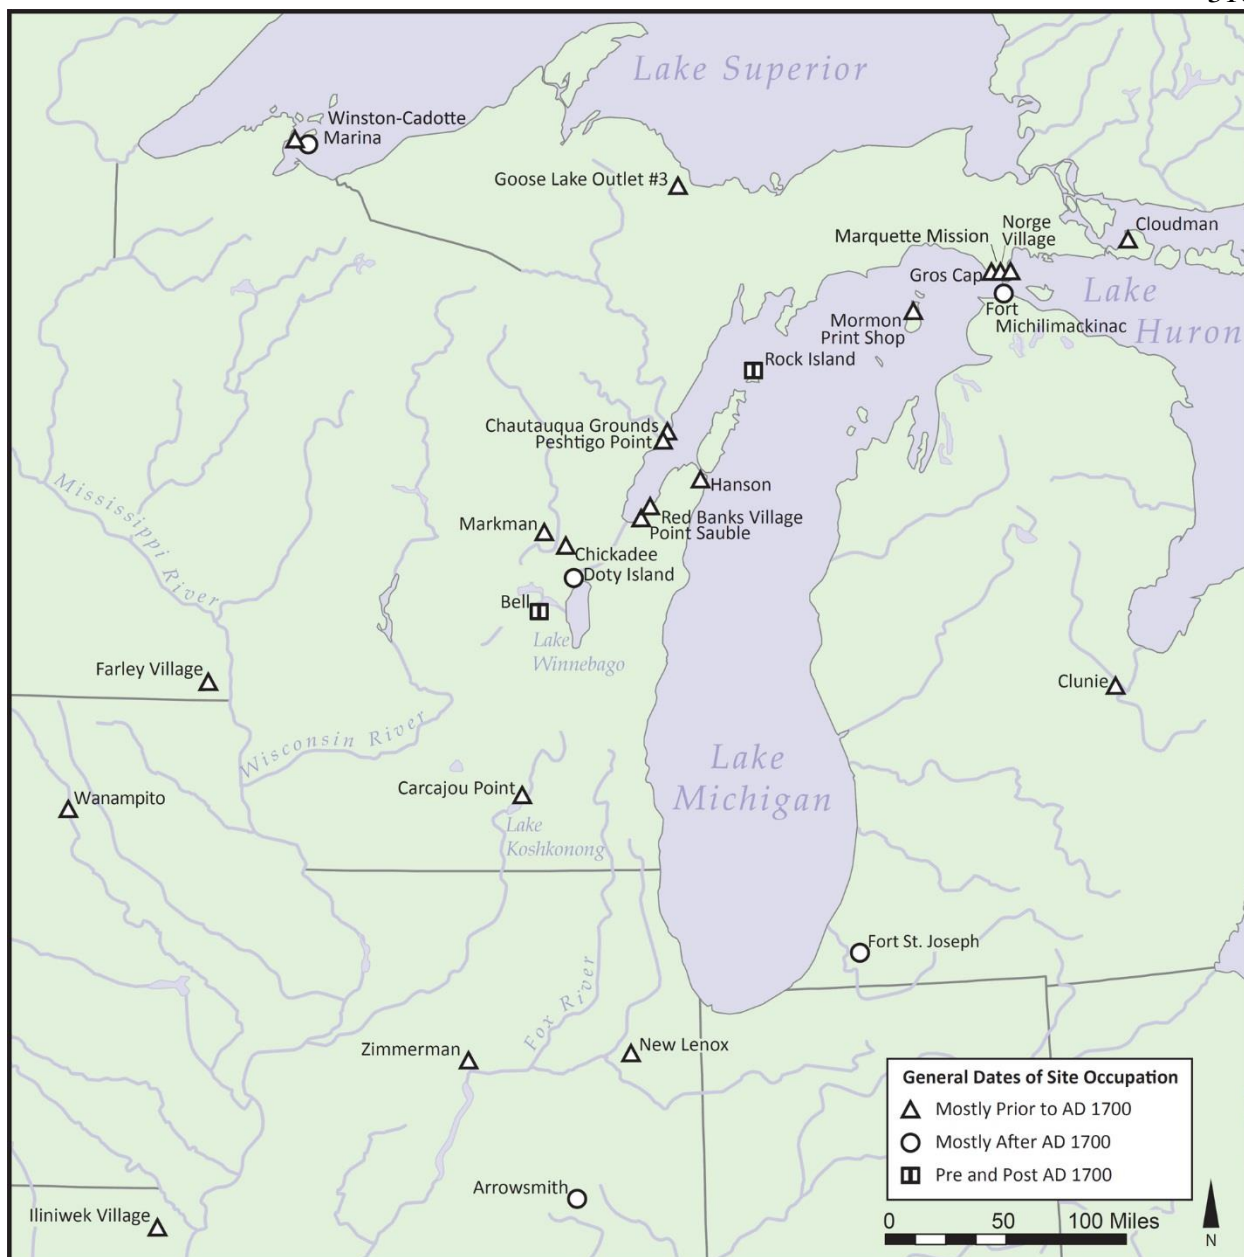 Lake Superior
Winston-Cadotte
Marina
Goose Lake Outlet #3
Norge
Village
Marquette Mission
Cloudman
Gros Cap
Lake
Huron
Fort
Michilimackinac
Mormon
Print Shop
Rock Island
Chautauqua Grounds
Peshtigo Point
Hanson
Mississippi River
Red Banks Village
Point Sauble
Markman
Chickadee
Doty Island
Bell
Lake
Winnebago
Farley Village
Clunie
Wisconsin River
Lake
Michigan
Wanampito
Carcajou Point
Lake
Koshkonong
Fort St. Joseph
Fox River
Zimmerman
New Lenox
General Dates of Site Occupation
Mostly Prior to AD 1700
Mostly After AD 1700
Pre and Post AD 1700
Arrowsmith
Iliniwek Village
0 50 100 Miles
N